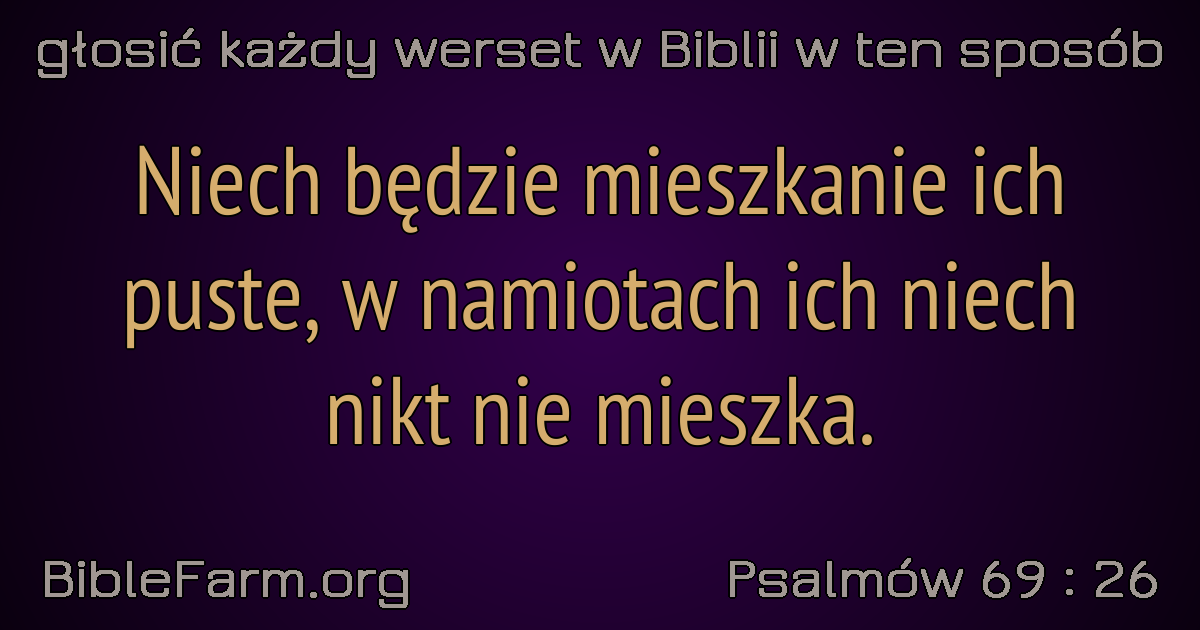 głosić każdy werset w Biblii w ten sposób
Niech będzie mieszkanie ich
puste, w namiotach ich niech
nikt nie mieszka.
BibleFarm.org
Psalmów 69 : 26